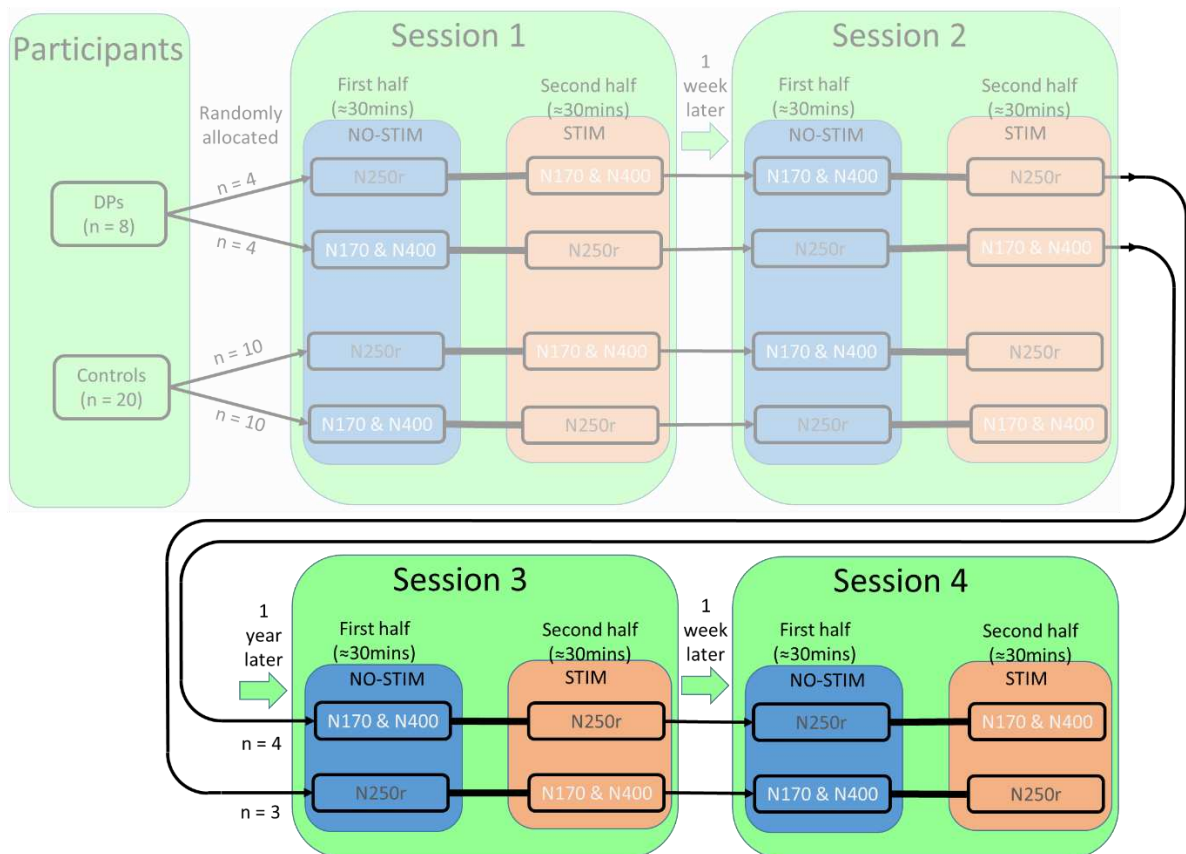 Participants
Session 1
Session 2
First half
(≈30mins)
Second half
(≈30mins)
1
week
later
First half
(≈30mins)
Second half
(≈30mins)
Randomly
allocated
NO-STIM
STIM
NO-STIM
STIM
DPs
(n = 8)
n = 4
N250r
N170 & N400
N170 & N400
N250r
n = 4
N170 & N400
N250r
N250r
N170 & N400
Controls
(n = 20)
n = 10
N250r
N170 & N400
N170 & N400
N250r
n = 10
N170 & N400
N250r
N250r
N170 & N400
Session 3
Session 4
1
year
later
First half
(≈30mins)
Second half
(≈30mins)
1
week
later
First half
(≈30mins)
Second half
(≈30mins)
NO-STIM
STIM
NO-STIM
STIM
n = 4
N170 & N400
N250r
N250r
N170 & N400
n = 3
N250r
N170 & N400
N170 & N400
N250r